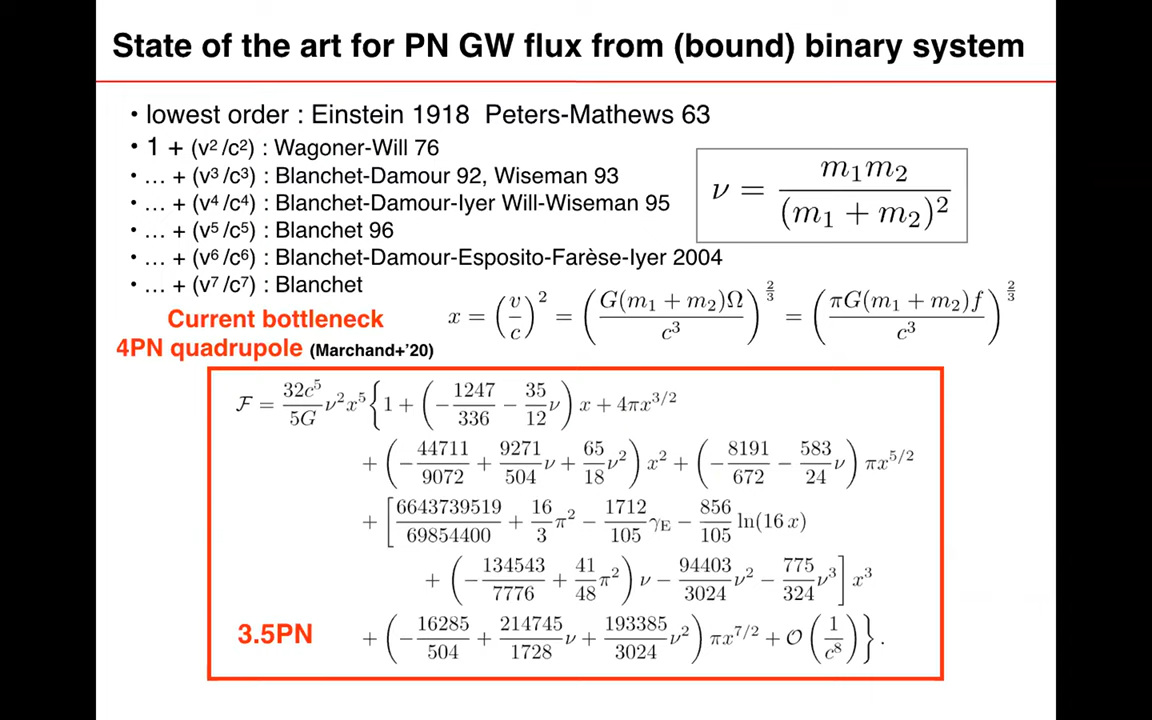 State of the art for PN GW flux from (bound) binary system
• lowest order : Einstein 1918 Peters-Mathews 63
• 1 + (v² /c²) : Wagoner-Will 76
• … + (v³ /c³) : Blanchet-Damour 92, Wiseman 93
• … + (v⁴ /c⁴) : Blanchet-Damour-Iyer Will-Wiseman 95
• … + (v⁵ /c⁵) : Blanchet 96
• … + (v⁶ /c⁶) : Blanchet-Damour-Esposito-Farèse-Iyer 2004
• … + (v⁷ /c⁷) : Blanchet
ν = m₁m₂ / (m₁ + m₂)²
x = (v/c)² = (G(m₁ + m₂)Ω / c³)^(2/3) = (πG(m₁ + m₂)f / c³)^(2/3)
Current bottleneck
4PN quadrupole (Marchand+'20)
ℱ = 32c⁵/5G ν²x⁵ { 1 + (−1247/336 − 35/12 ν) x + 4πx^(3/2)
+ (−44711/9072 + 9271/504 ν + 65/18 ν²) x² + (−8191/672 − 583/24 ν) πx^(5/2)
+ [6643739519/69854400 + 16/3 π² − 1712/105 γ_E − 856/105 ln(16 x)
+ (−134543/7776 + 41/48 π²) ν − 94403/3024 ν² − 775/324 ν³] x³
+ (−16285/504 + 214745/1728 ν + 193385/3024 ν²) πx^(7/2) + 𝒪(1/c⁸) } .
3.5PN